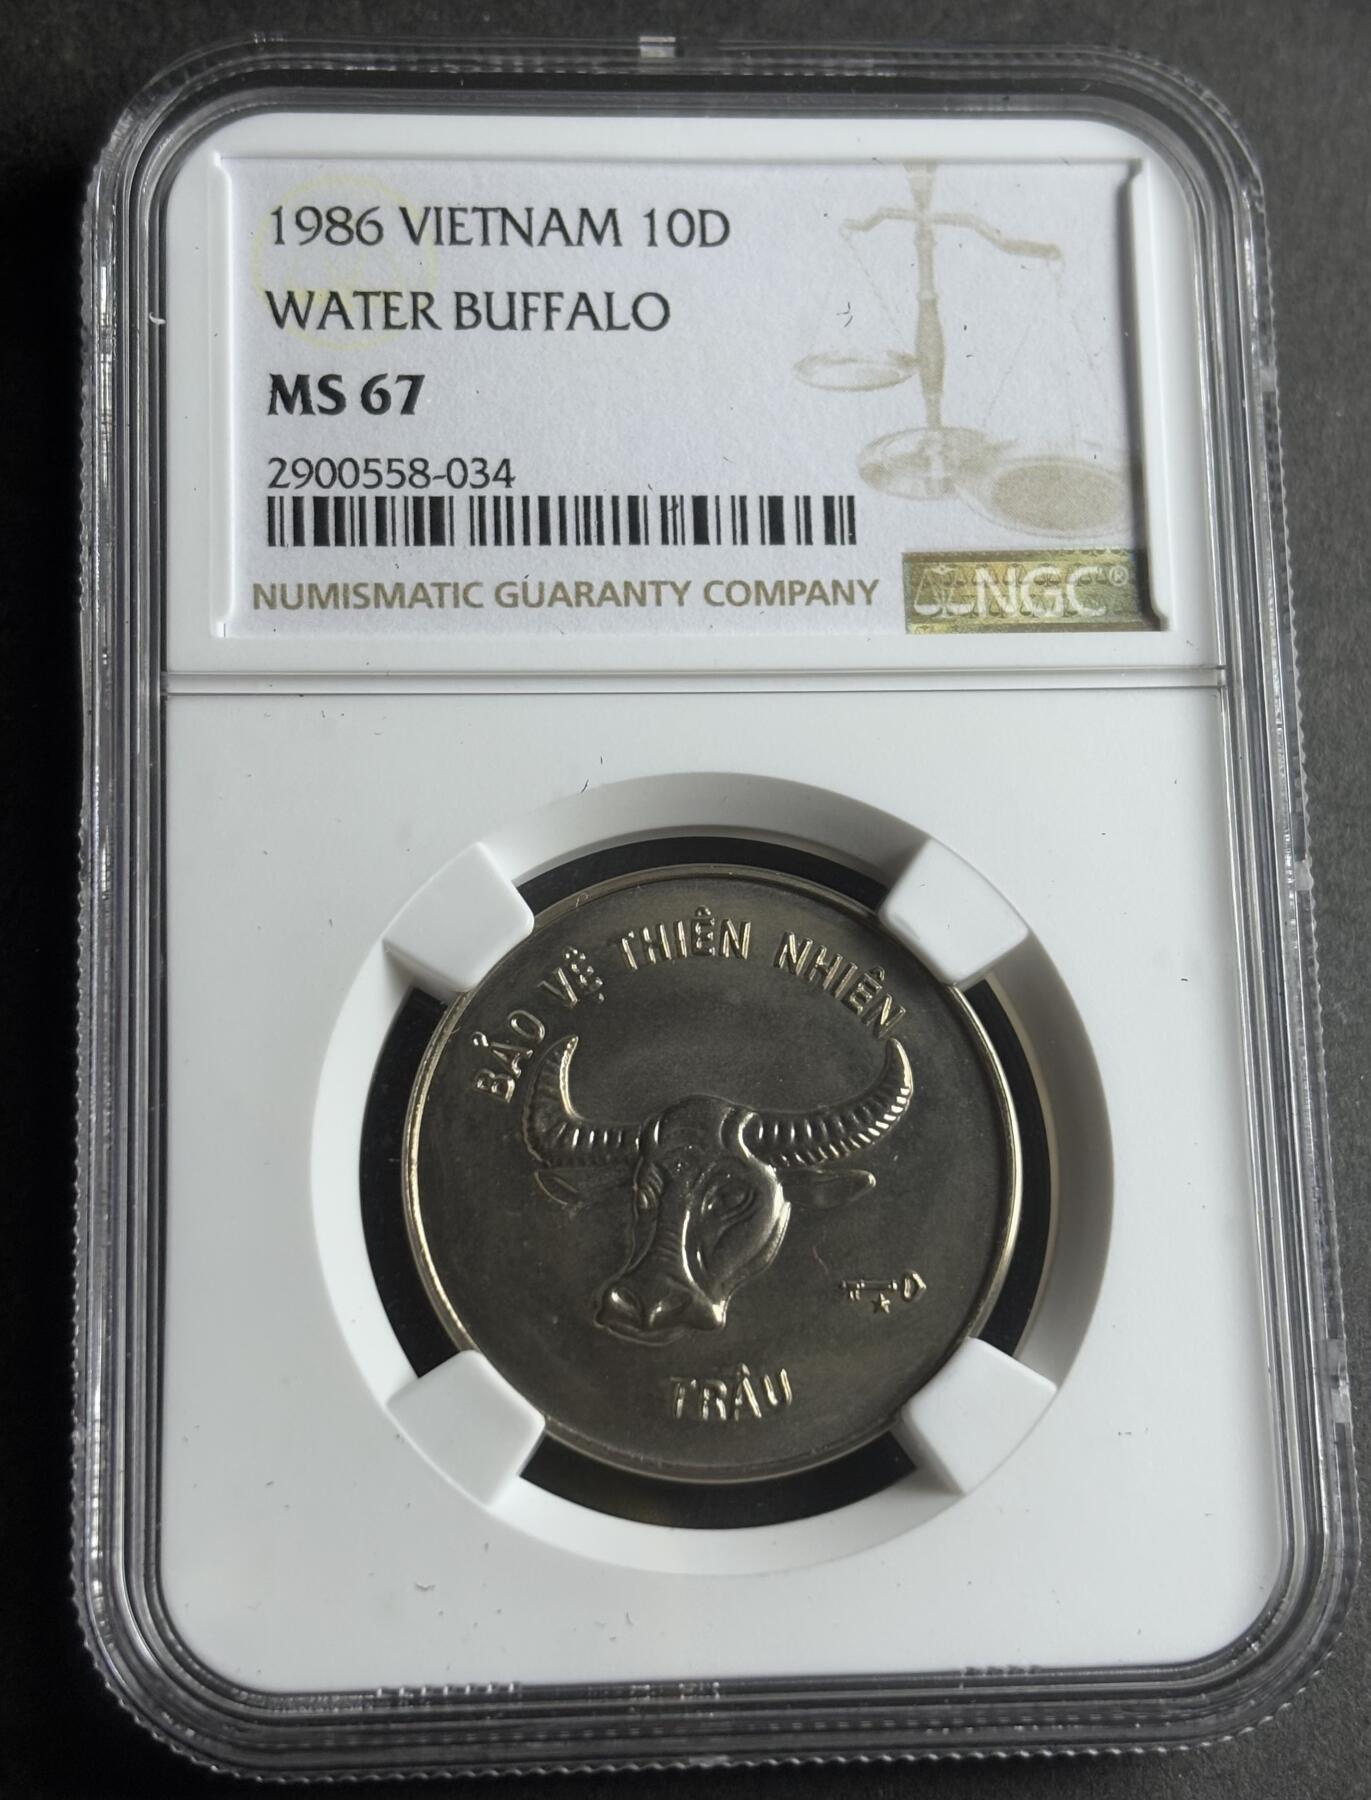 1986 VIETNAM 10D
WATER BUFFALO
MS 67
2900558-034
NUMISMATIC GUARANTY COMPANY
NGC®
BẢO VỆ THIÊN NHIÊN
TRÂU